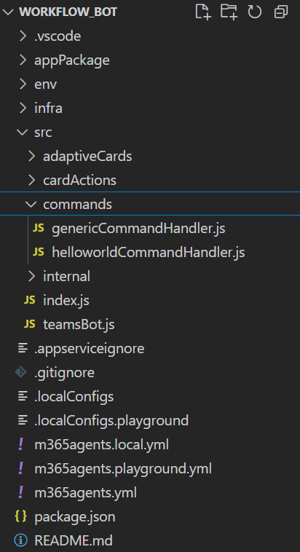 WORKFLOW_BOT
.vscode
appPackage
env
infra
src
adaptiveCards
cardActions
commands
JS genericCommandHandler.js
JS helloworldCommandHandler.js
internal
JS index.js
JS teamsBot.js
.appserviceignore
.gitignore
.localConfigs
.localConfigs.playground
! m365agents.local.yml
! m365agents.playground.yml
! m365agents.yml
{} package.json
README.md